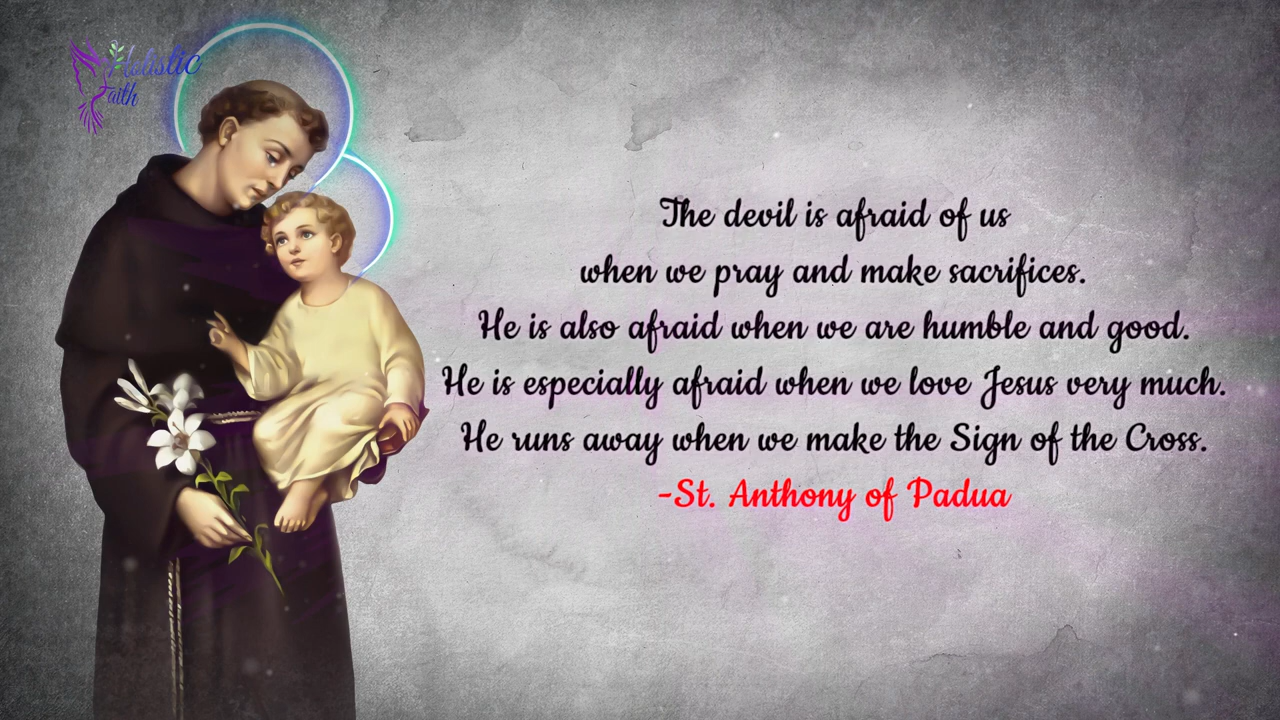 Holistic
Faith
The devil is afraid of us
when we pray and make sacrifices.
He is also afraid when we are humble and good.
He is especially afraid when we love Jesus very much.
He runs away when we make the Sign of the Cross.
-St. Anthony of Padua